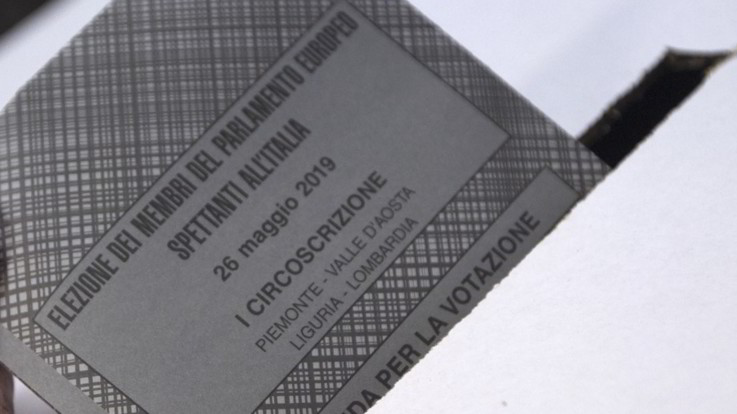 ELEZIONE DEI MEMBRI DEL PARLAMENTO EUROPEO
SPETTANTI ALL'ITALIA
26 maggio 2019
I CIRCOSCRIZIONE
PIEMONTE - VALLE D'AOSTA
LIGURIA - LOMBARDIA
PER LA VOTAZIONE